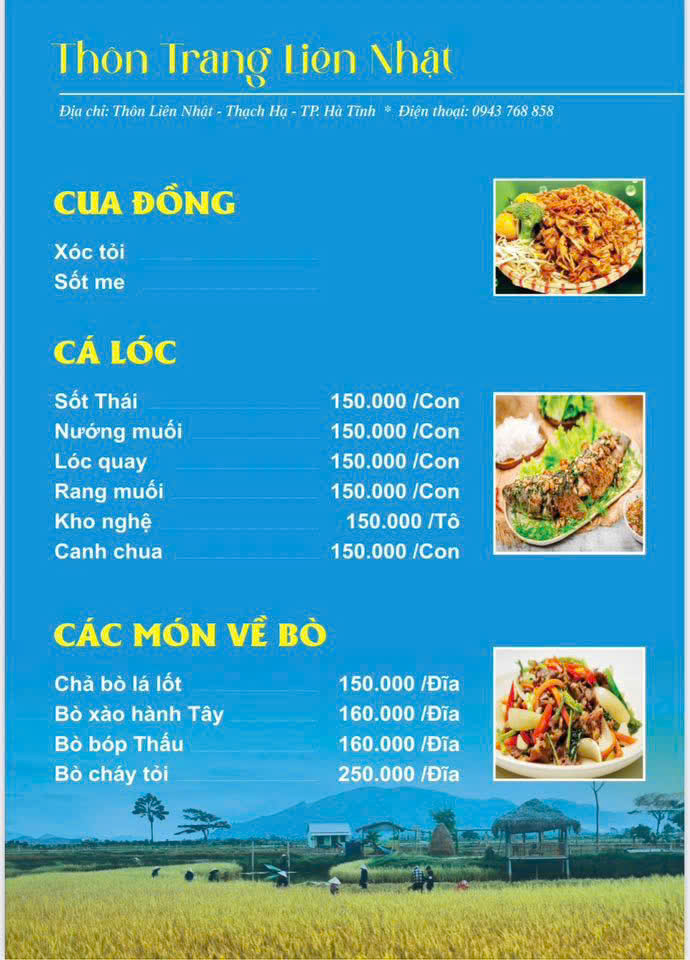 Thôn Trang Liên Nhật
Địa chỉ: Thôn Liên Nhật - Thạch Hạ - TP. Hà Tĩnh * Điện thoại: 0943 768 858
CUA ĐỒNG
Xóc tỏi
Sốt me
CÁ LÓC
Sốt Thái 150.000 /Con
Nướng muối 150.000 /Con
Lóc quay 150.000 /Con
Rang muối 150.000 /Con
Kho nghệ 150.000 /Tô
Canh chua 150.000 /Con
CÁC MÓN VỀ BÒ
Chả bò lá lốt 150.000 /Đĩa
Bò xào hành Tây 160.000 /Đĩa
Bò bóp Thấu 160.000 /Đĩa
Bò cháy tỏi 250.000 /Đĩa